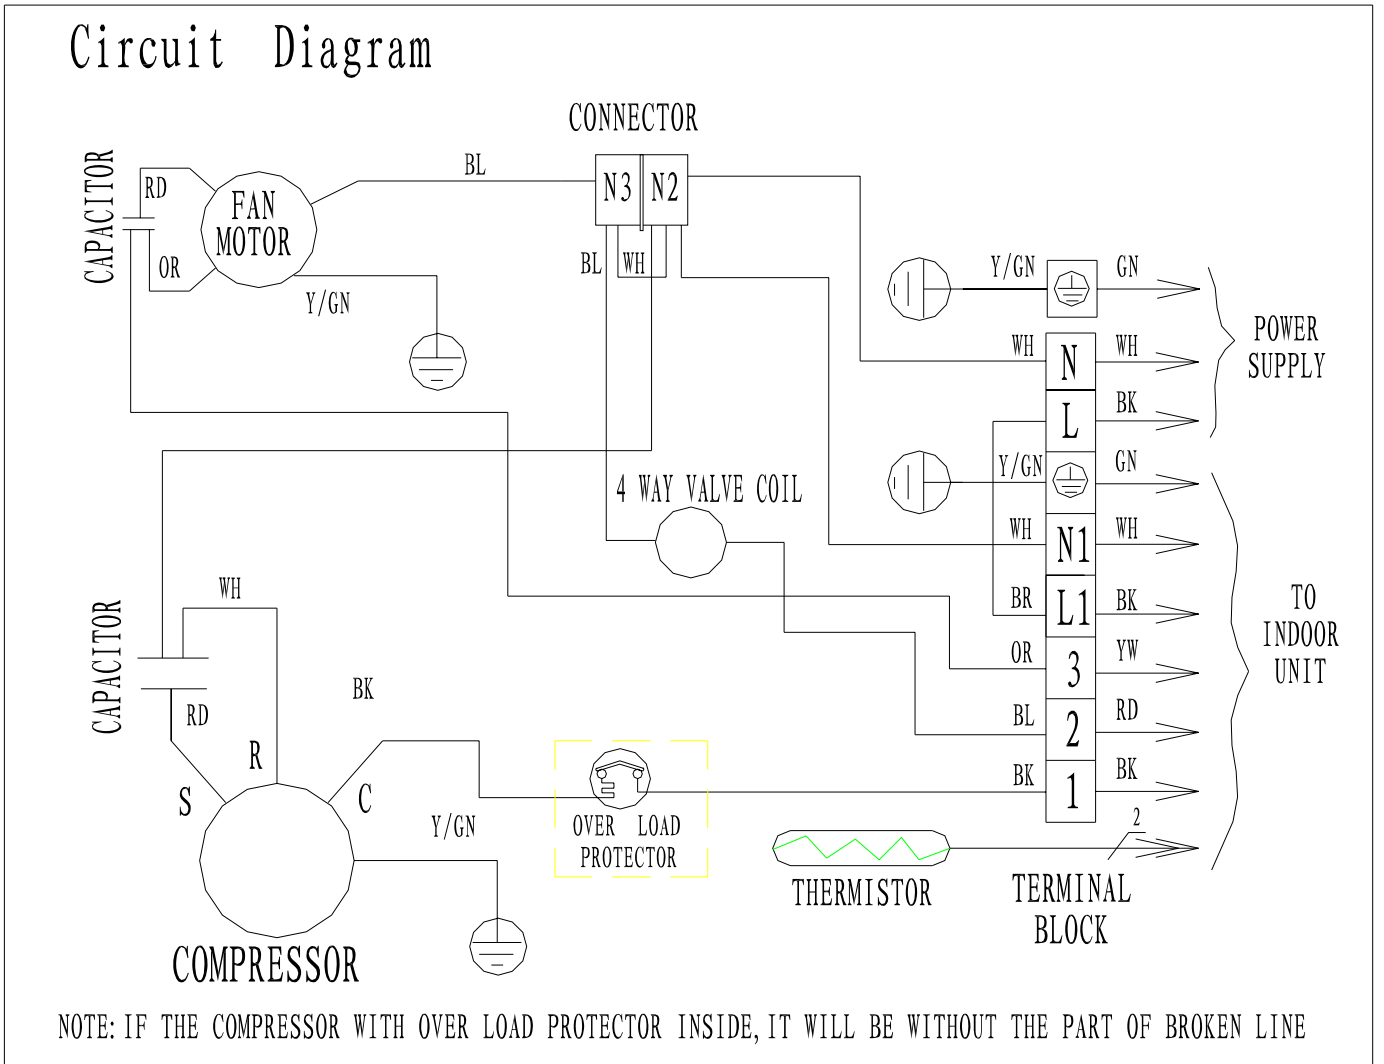 Circuit Diagram
CONNECTOR
CAPACITOR
RD
FAN
MOTOR
OR
BL
N3
N2
BL
WH
Y/GN
Y/GN
GN
WH
N
WH
L
BK
POWER
SUPPLY
Y/GN
GN
4 WAY VALVE COIL
WH
N1
WH
BR
L1
BK
OR
3
YW
BL
2
RD
BK
1
BK
TO
INDOOR
UNIT
WH
CAPACITOR
RD
BK
R
S
C
Y/GN
OVER LOAD
PROTECTOR
2
THERMISTOR
TERMINAL
BLOCK
COMPRESSOR
NOTE: IF THE COMPRESSOR WITH OVER LOAD PROTECTOR INSIDE, IT WILL BE WITHOUT THE PART OF BROKEN LINE